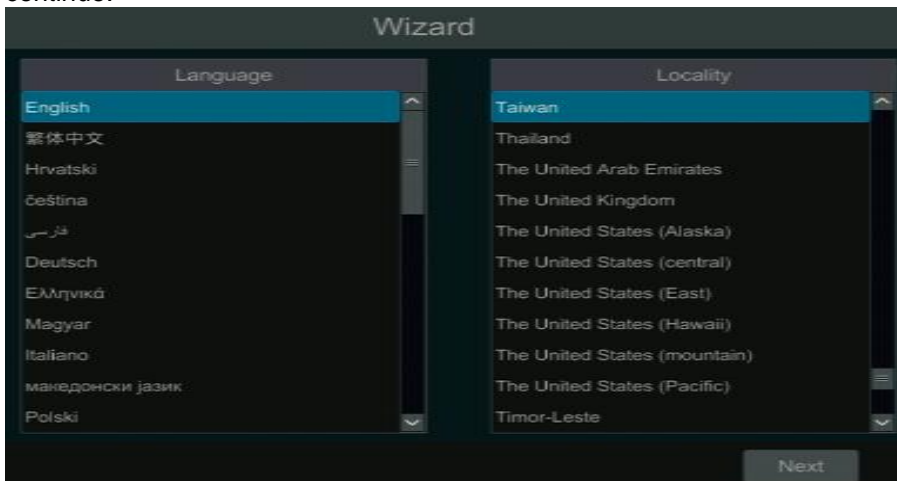 Wizard
Language
English
繁体中文
Hrvatski
čeština
فارسی
Deutsch
Ελληνικά
Magyar
Italiano
македонски јазик
Polski
Locality
Taiwan
Thailand
The United Arab Emirates
The United Kingdom
The United States (Alaska)
The United States (central)
The United States (East)
The United States (Hawaii)
The United States (mountain)
The United States (Pacific)
Timor-Leste
Next